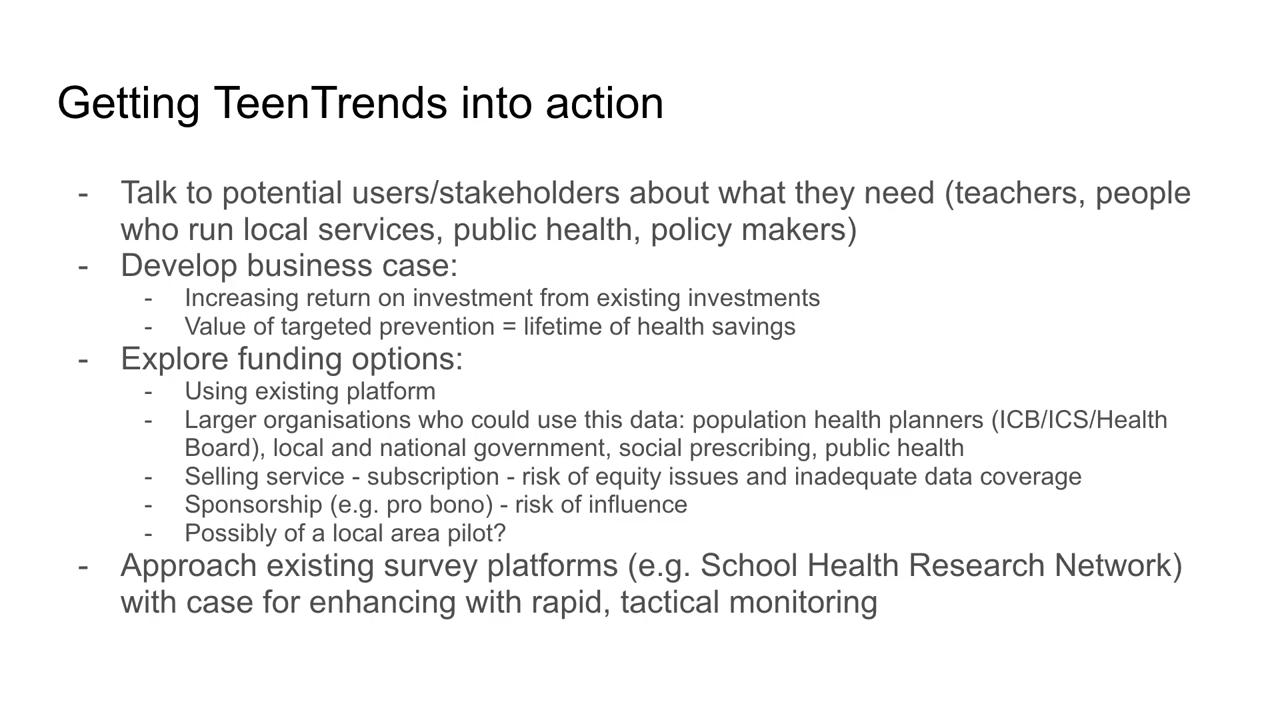 Getting TeenTrends into action
- Talk to potential users/stakeholders about what they need (teachers, people
who run local services, public health, policy makers)
- Develop business case:
- Increasing return on investment from existing investments
- Value of targeted prevention = lifetime of health savings
- Explore funding options:
- Using existing platform
- Larger organisations who could use this data: population health planners (ICB/ICS/Health
Board), local and national government, social prescribing, public health
- Selling service - subscription - risk of equity issues and inadequate data coverage
- Sponsorship (e.g. pro bono) - risk of influence
- Possibly of a local area pilot?
- Approach existing survey platforms (e.g. School Health Research Network)
with case for enhancing with rapid, tactical monitoring